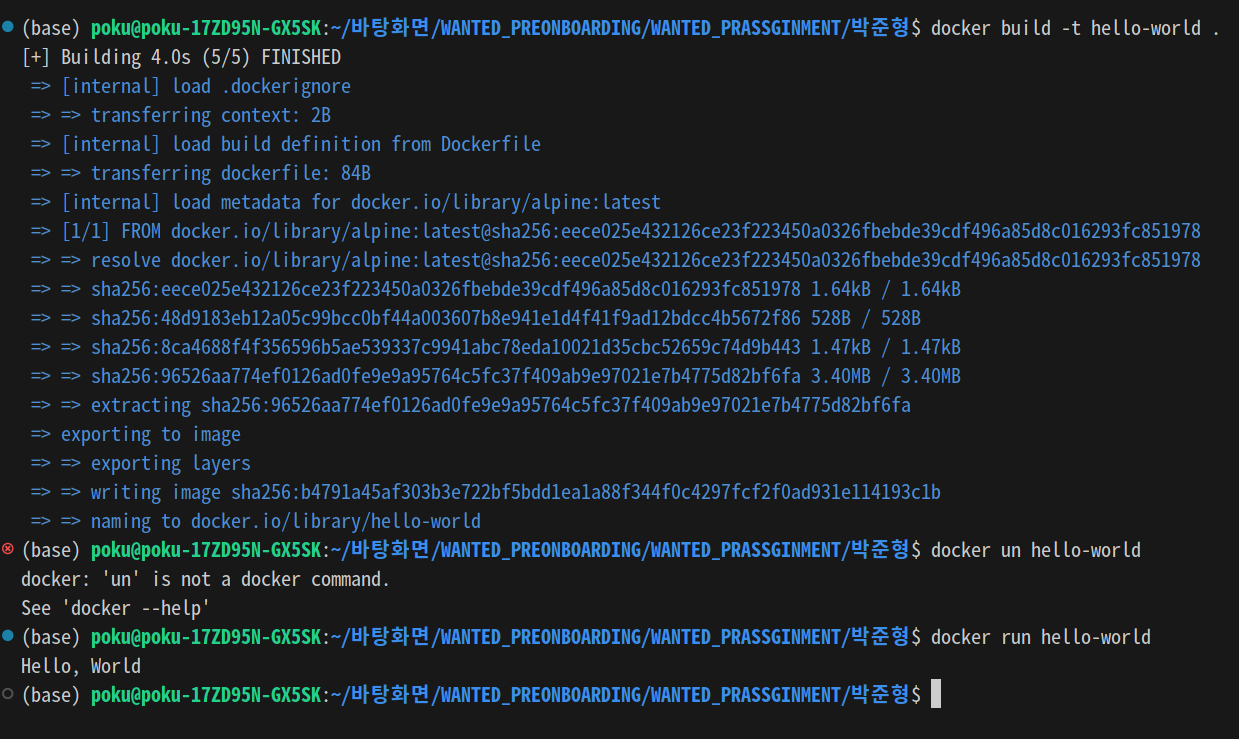 (base) poku@poku-17ZD95N-GX5SK:~/바탕화면/WANTED_PREONBOARDING/WANTED_PRASSGINMENT/박준형$ docker build -t hello-world .
[+] Building 4.0s (5/5) FINISHED
=> [internal] load .dockerignore
=> => transferring context: 2B
=> [internal] load build definition from Dockerfile
=> => transferring dockerfile: 84B
=> [internal] load metadata for docker.io/library/alpine:latest
=> [1/1] FROM docker.io/library/alpine:latest@sha256:eece025e432126ce23f223450a0326fbebde39cdf496a85d8c016293fc851978
=> => resolve docker.io/library/alpine:latest@sha256:eece025e432126ce23f223450a0326fbebde39cdf496a85d8c016293fc851978
=> => sha256:eece025e432126ce23f223450a0326fbebde39cdf496a85d8c016293fc851978 1.64kB / 1.64kB
=> => sha256:48d9183eb12a05c99bcc0bf44a003607b8e941e1d4f41f9ad12bdcc4b5672f86 528B / 528B
=> => sha256:8ca4688f4f356596b5ae539337c9941abc78eda10021d35cbc52659c74d9b443 1.47kB / 1.47kB
=> => sha256:96526aa774ef0126ad0fe9e9a95764c5fc37f409ab9e97021e7b4775d82bf6fa 3.40MB / 3.40MB
=> => extracting sha256:96526aa774ef0126ad0fe9e9a95764c5fc37f409ab9e97021e7b4775d82bf6fa
=> exporting to image
=> => exporting layers
=> => writing image sha256:b4791a45af303b3e722bf5bdd1ea1a88f344f0c4297fcf2f0ad931e114193c1b
=> => naming to docker.io/library/hello-world
(base) poku@poku-17ZD95N-GX5SK:~/바탕화면/WANTED_PREONBOARDING/WANTED_PRASSGINMENT/박준형$ docker un hello-world
docker: 'un' is not a docker command.
See 'docker --help'
(base) poku@poku-17ZD95N-GX5SK:~/바탕화면/WANTED_PREONBOARDING/WANTED_PRASSGINMENT/박준형$ docker run hello-world
Hello, World
(base) poku@poku-17ZD95N-GX5SK:~/바탕화면/WANTED_PREONBOARDING/WANTED_PRASSGINMENT/박준형$